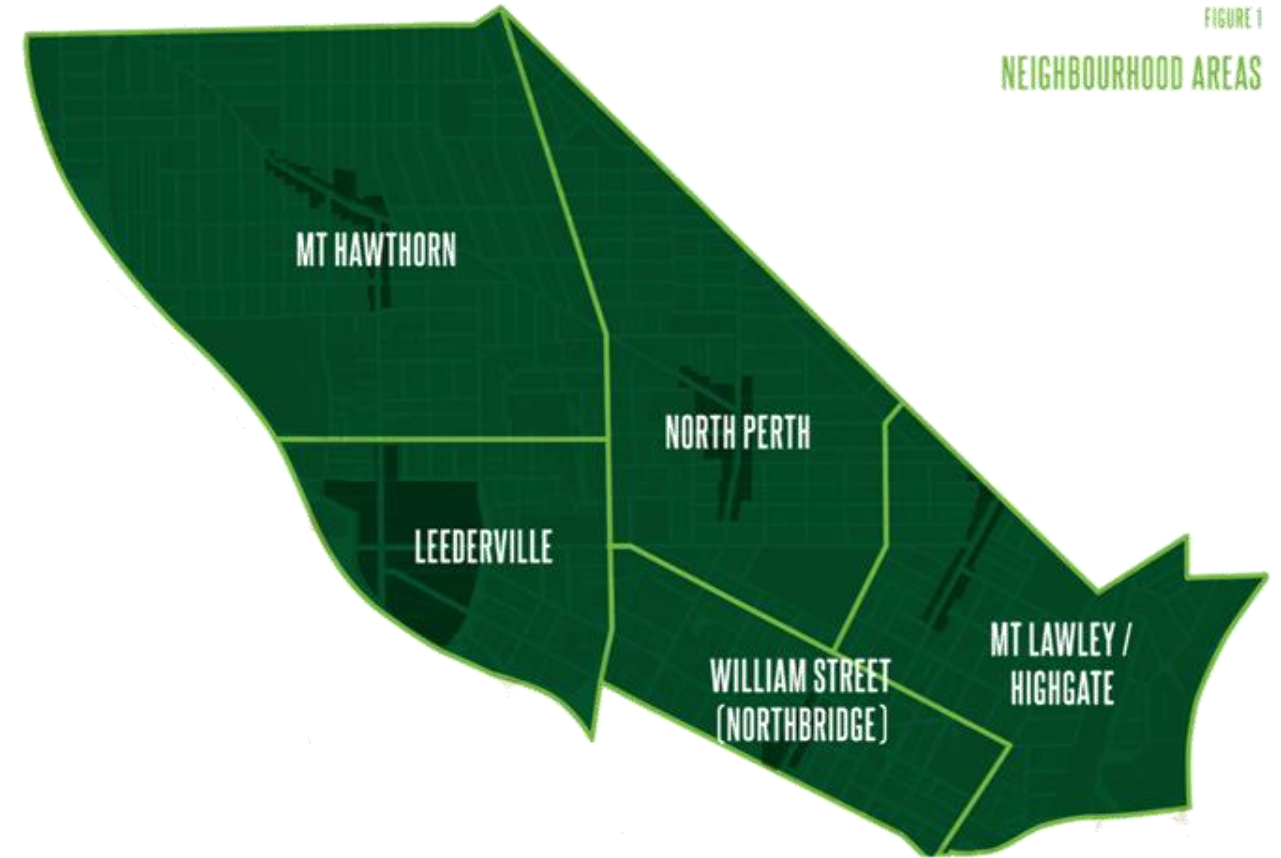 FIGURE 1
NEIGHBOURHOOD AREAS
MT HAWTHORN
NORTH PERTH
LEEDERVILLE
MT LAWLEY /
HIGHGATE
WILLIAM STREET
(NORTHBRIDGE)